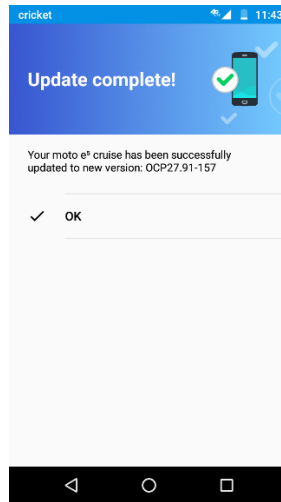 cricket 4G 11:43
Update complete!
Your moto e⁵ cruise has been successfully
updated to new version: OCP27.91-157
OK